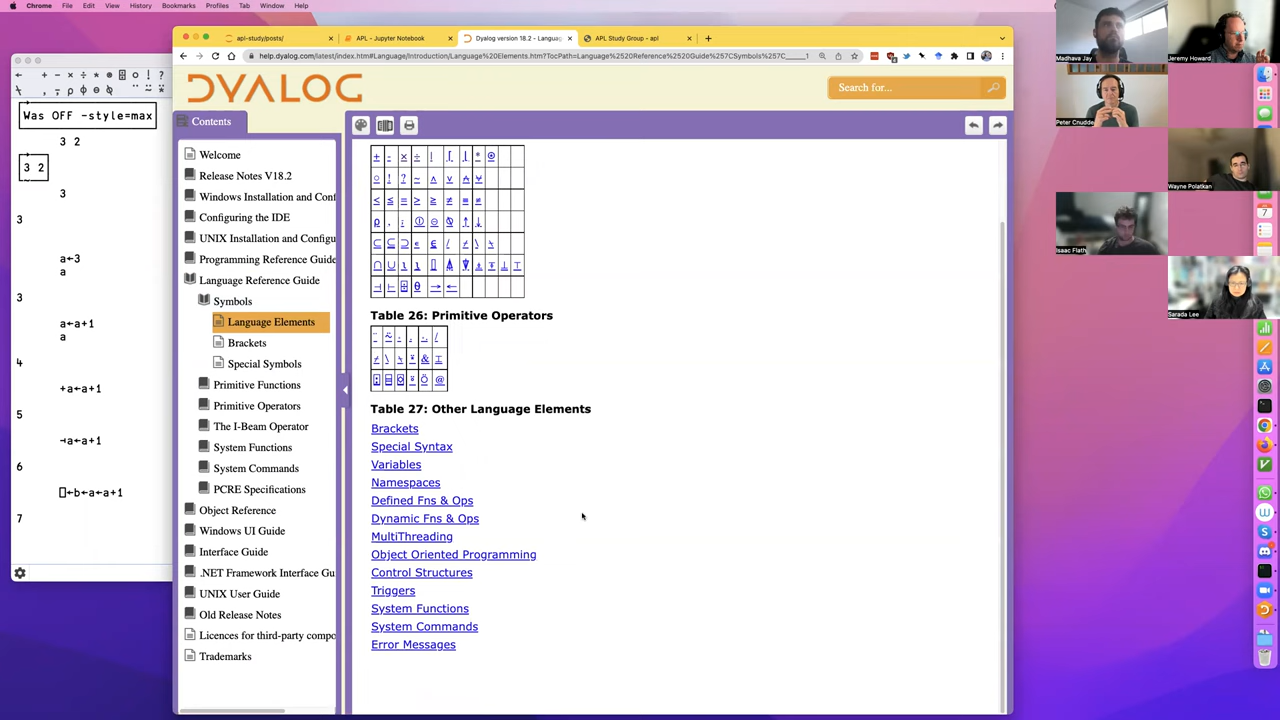 Chrome File Edit View History Bookmarks Profiles Tab Window Help
apl-study/posts/
APL - Jupyter Notebook
Dyalog version 18.2 - Langua
APL Study Group - apl
help.dyalog.com/latest/index.htm#Language/Introduction/Language%20Elements.htm?TocPath=Language%2520Reference%2520Guide%257CSymbols%257C_____1
DYALOG
Search for...
Contents
Welcome
Release Notes V18.2
Windows Installation and Conf
Configuring the IDE
UNIX Installation and Configu
Programming Reference Guide
Language Reference Guide
Symbols
Language Elements
Brackets
Special Symbols
Primitive Functions
Primitive Operators
The I-Beam Operator
System Functions
System Commands
PCRE Specifications
Object Reference
Windows UI Guide
Interface Guide
.NET Framework Interface Gu
UNIX User Guide
Old Release Notes
Licences for third-party compo
Trademarks
Table 26: Primitive Operators
Table 27: Other Language Elements
Brackets
Special Syntax
Variables
Namespaces
Defined Fns & Ops
Dynamic Fns & Ops
MultiThreading
Object Oriented Programming
Control Structures
Triggers
System Functions
System Commands
Error Messages
Was OFF -style=max
3 2
3 2
3
3
a←3
a
3
a←a+1
a
4
+a←a+1
5
⊣a←a+1
6
⎕←b←a←a+1
7
Madhava Jay
Jeremy Howard
Peter Chnudde
Wayne Polatkan
Isaac Flath
Sarada Lee